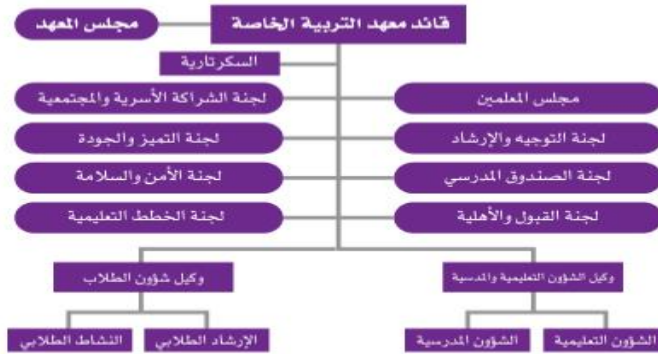 قائد معهد التربية الخاصة
مجلس المعهد
السكرتارية
مجلس المعلمين
لجنة الشراكة الأسرية والمجتمعية
لجنة التوجيه والإرشاد
لجنة التميز والجودة
لجنة الصندوق المدرسي
لجنة الأمن والسلامة
لجنة القبول والأهلية
لجنة الخطط التعليمية
وكيل الشؤون التعليمية والمدسية
وكيل شؤون الطلاب
الشؤون التعليمية
الشؤون المدرسية
الإرشاد الطلابي
النشاط الطلابي